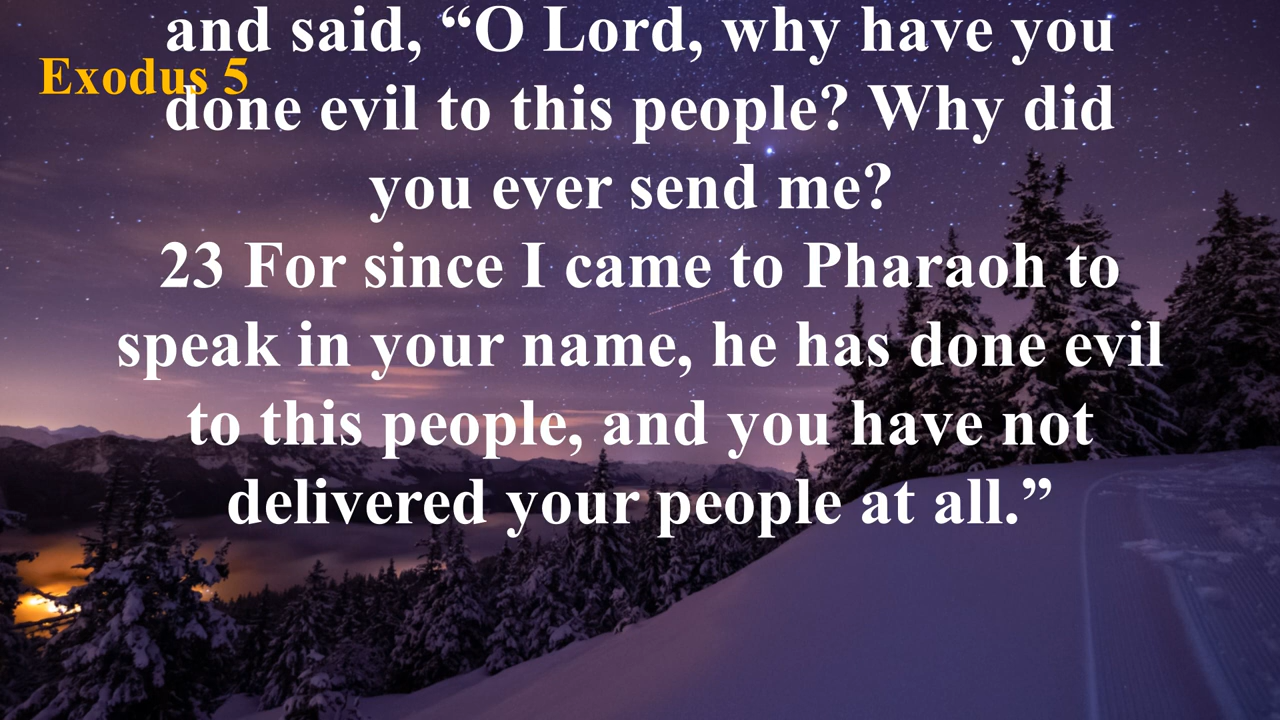 and said, “O Lord, why have you
Exodus 5
done evil to this people? Why did
you ever send me?
23 For since I came to Pharaoh to
speak in your name, he has done evil
to this people, and you have not
delivered your people at all.”